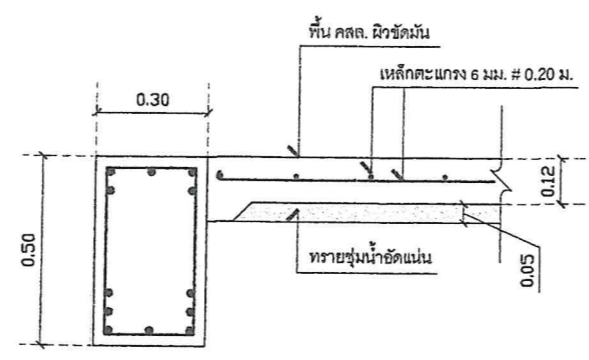 พื้น คสล. ผิวขัดมัน
เหล็กตะแกรง 6 มม. # 0.20 ม.
0.30
0.12
0.50
ทรายชุ่มน้ำอัดแน่น
0.05